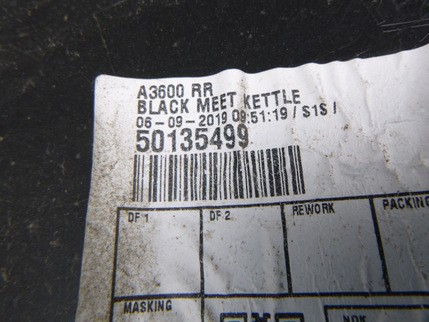 A3600 RR
BLACK MEET KETTLE
06-09-2019 09:51:19 / S1S /
50135499
DF 1 DF 2 REWORK PACKING
MASKING NOK